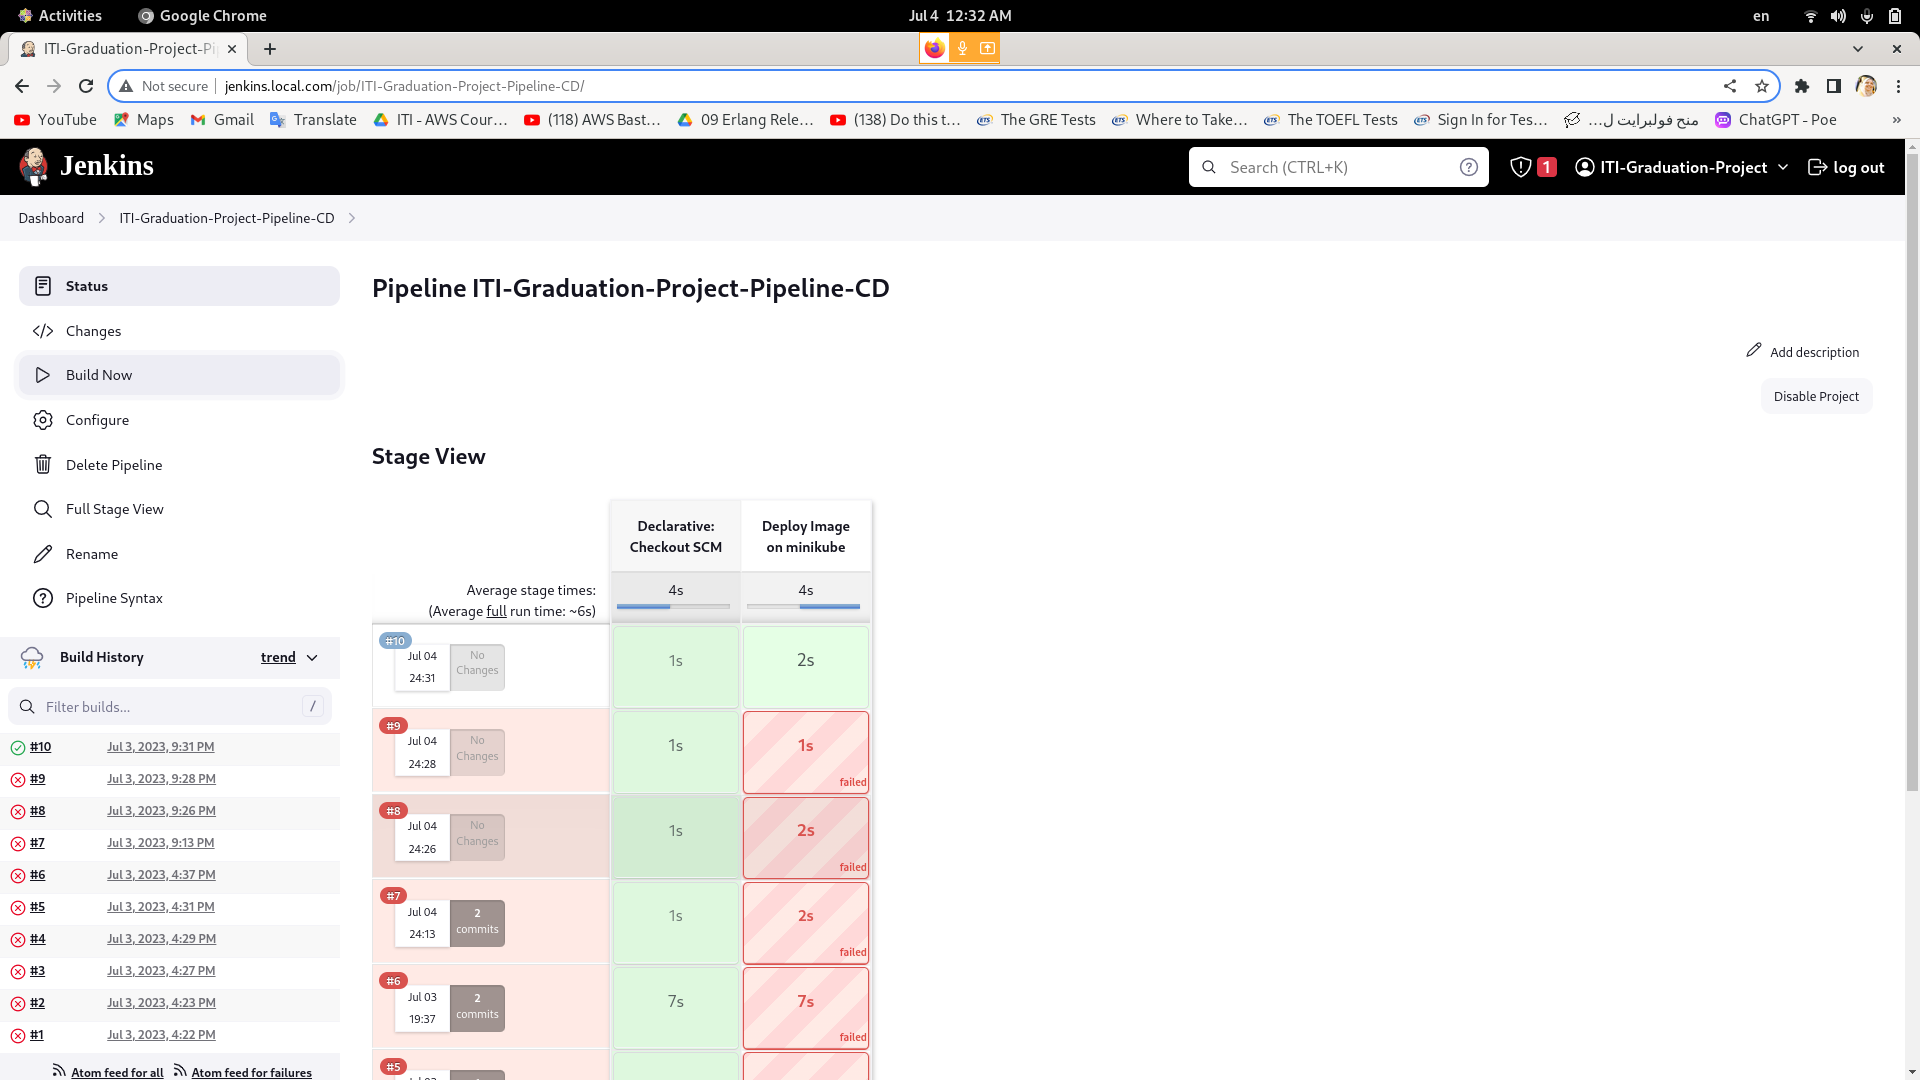 Activities
Google Chrome
Jul 4 12:32 AM
en
ITI-Graduation-Project-Pi
Not secure
jenkins.local.com/job/ITI-Graduation-Project-Pipeline-CD/
YouTube
Maps
Gmail
Translate
ITI - AWS Cour...
(118) AWS Bast...
09 Erlang Rele...
(138) Do this t...
The GRE Tests
Where to Take...
The TOEFL Tests
Sign In for Tes...
منح فولبرايت ل...
ChatGPT - Poe
»
Jenkins
Search (CTRL+K)
1
ITI-Graduation-Project
log out
Dashboard
ITI-Graduation-Project-Pipeline-CD
Status
Changes
Build Now
Configure
Delete Pipeline
Full Stage View
Rename
Pipeline Syntax
Build History
trend
Filter builds...
/
#10 Jul 3, 2023, 9:31 PM
#9 Jul 3, 2023, 9:28 PM
#8 Jul 3, 2023, 9:26 PM
#7 Jul 3, 2023, 9:13 PM
#6 Jul 3, 2023, 4:37 PM
#5 Jul 3, 2023, 4:31 PM
#4 Jul 3, 2023, 4:29 PM
#3 Jul 3, 2023, 4:27 PM
#2 Jul 3, 2023, 4:23 PM
#1 Jul 3, 2023, 4:22 PM
Atom feed for all
Atom feed for failures
Pipeline ITI-Graduation-Project-Pipeline-CD
Add description
Disable Project
Stage View
Declarative:
Checkout SCM
Deploy Image
on minikube
Average stage times:
(Average full run time: ~6s)
4s
4s
#10
Jul 04
24:31
No
Changes
1s
2s
#9
Jul 04
24:28
No
Changes
1s
1s
failed
#8
Jul 04
24:26
No
Changes
1s
2s
failed
#7
Jul 04
24:13
2
commits
1s
2s
failed
#6
Jul 03
19:37
2
commits
7s
7s
failed
#5